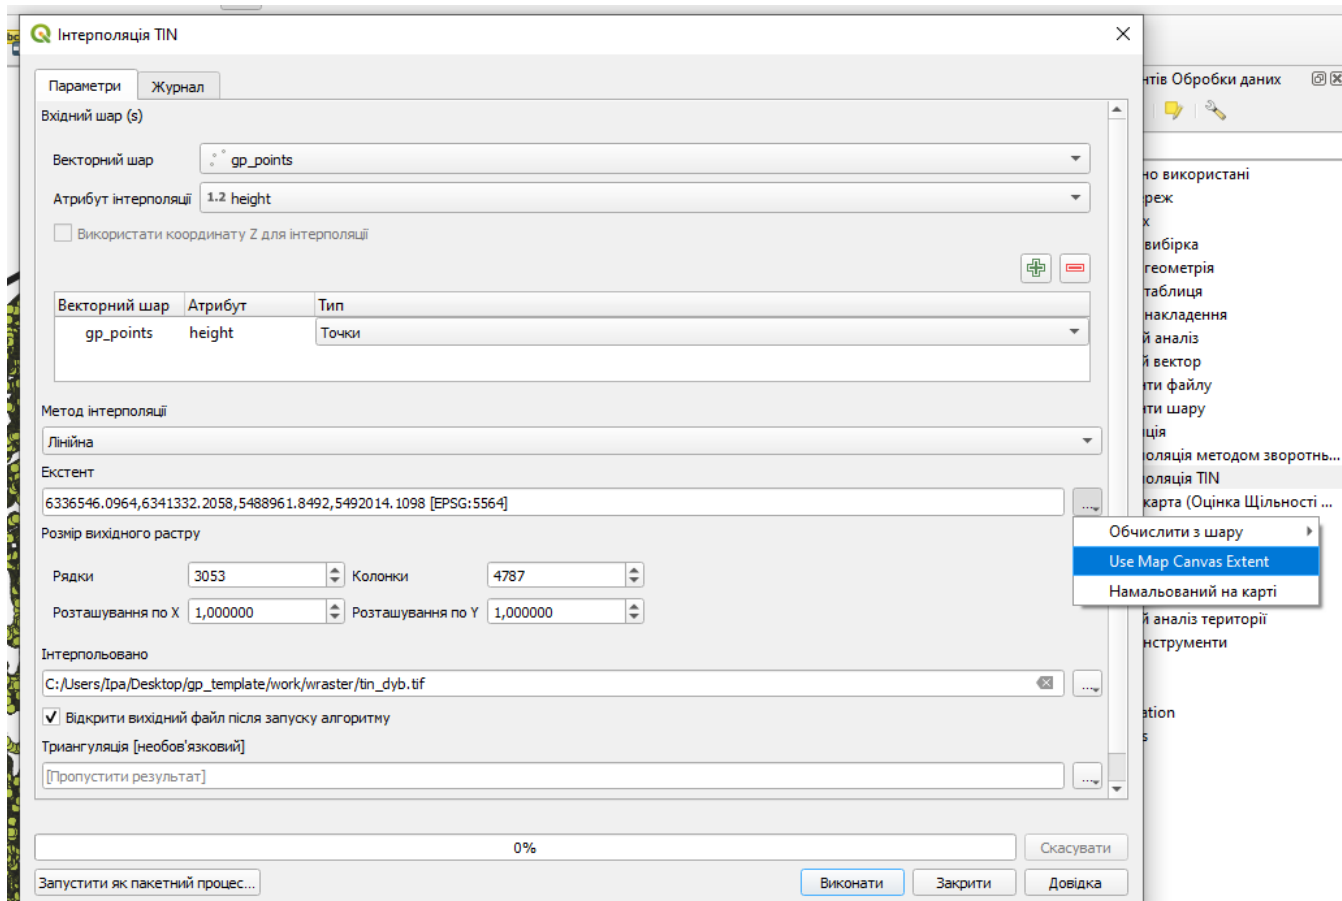 Інтерполяція TIN
Параметри
Журнал
Вхідний шар (s)
Векторний шар
gp_points
Атрибут інтерполяції
1.2 height
Використати координату Z для інтерполяції
Векторний шар Атрибут Тип
gp_points height Точки
Метод інтерполяції
Лінійна
Екстент
6336546.0964,6341332.2058,5488961.8492,5492014.1098 [EPSG:5564]
...
Розмір вихідного растру
Рядки 3053 Колонки 4787
Розташування по X 1,000000 Розташування по Y 1,000000
Інтерпольовано
C:/Users/Ipa/Desktop/gp_template/work/wraster/tin_dyb.tif
...
Відкрити вихідний файл після запуску алгоритму
Триангуляція [необов'язковий]
[Пропустити результат]
...
0%
Скасувати
Запустити як пакетний процес...
Виконати
Закрити
Довідка
Обчислити з шару
Use Map Canvas Extent
Намальований на карті
нтів Обробки даних
но використані
реж
х
вибірка
геометрія
таблиця
накладення
й аналіз
й вектор
нти файлу
нти шару
ція
оляція методом зворотнь...
оляція TIN
карта (Оцінка Щільності ...
й аналіз території
нструменти
ation
s